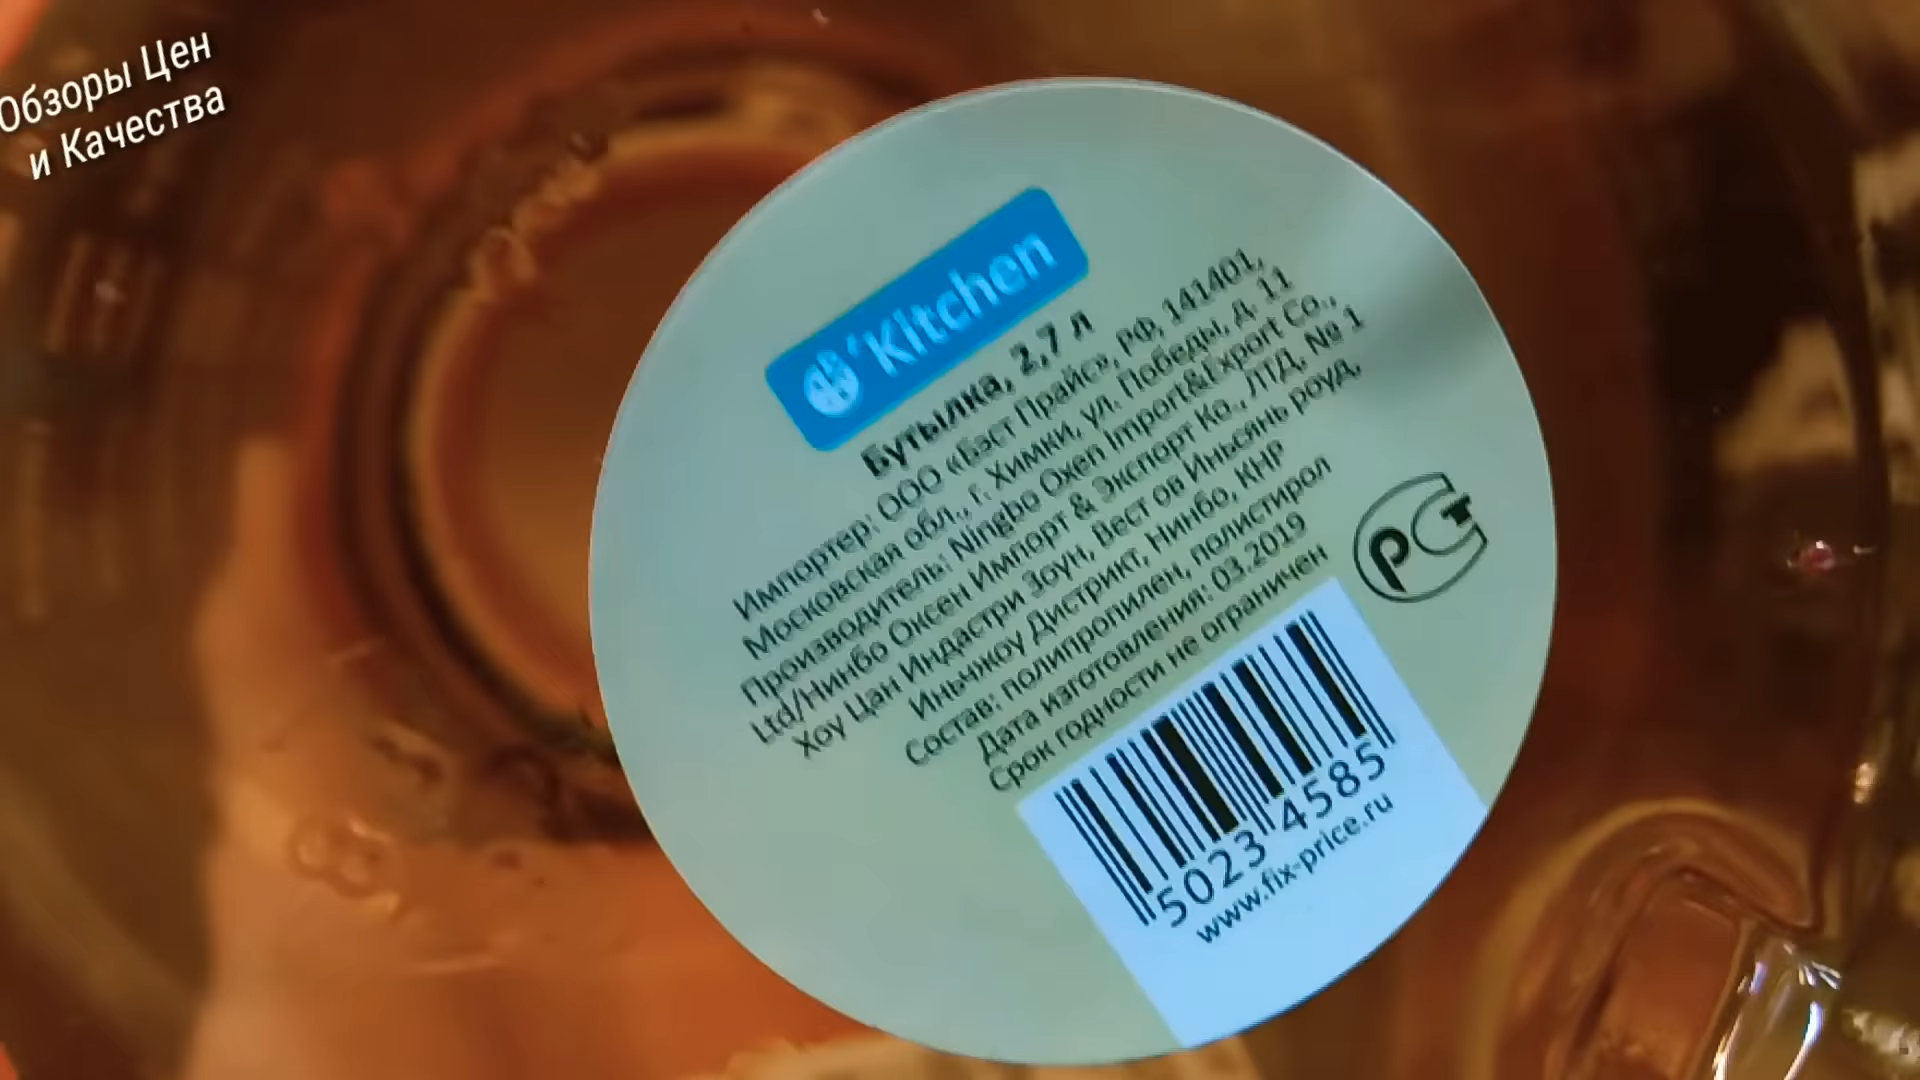 Обзоры Цен
и Качества
'Kitchen
Бутылка, 2,7 л
Импортер: ООО «Бэст Прайс», РФ, 141401,
Московская обл., г. Химки, ул. Победы, д. 11
Производитель: Ningbo Oxen Import&Export Co.,
Ltd/Нинбо Оксен Импорт & Экспорт Ко., ЛТД, № 1
Хоу Цан Индастри Зоун, Вест ов Иньсянь роуд,
Иньчжоу Дистрикт, Нинбо, КНР
Состав: полипропилен, полистирол
Дата изготовления: 03.2019
Срок годности не ограничен
РСТ
5023 4585
www.fix-price.ru